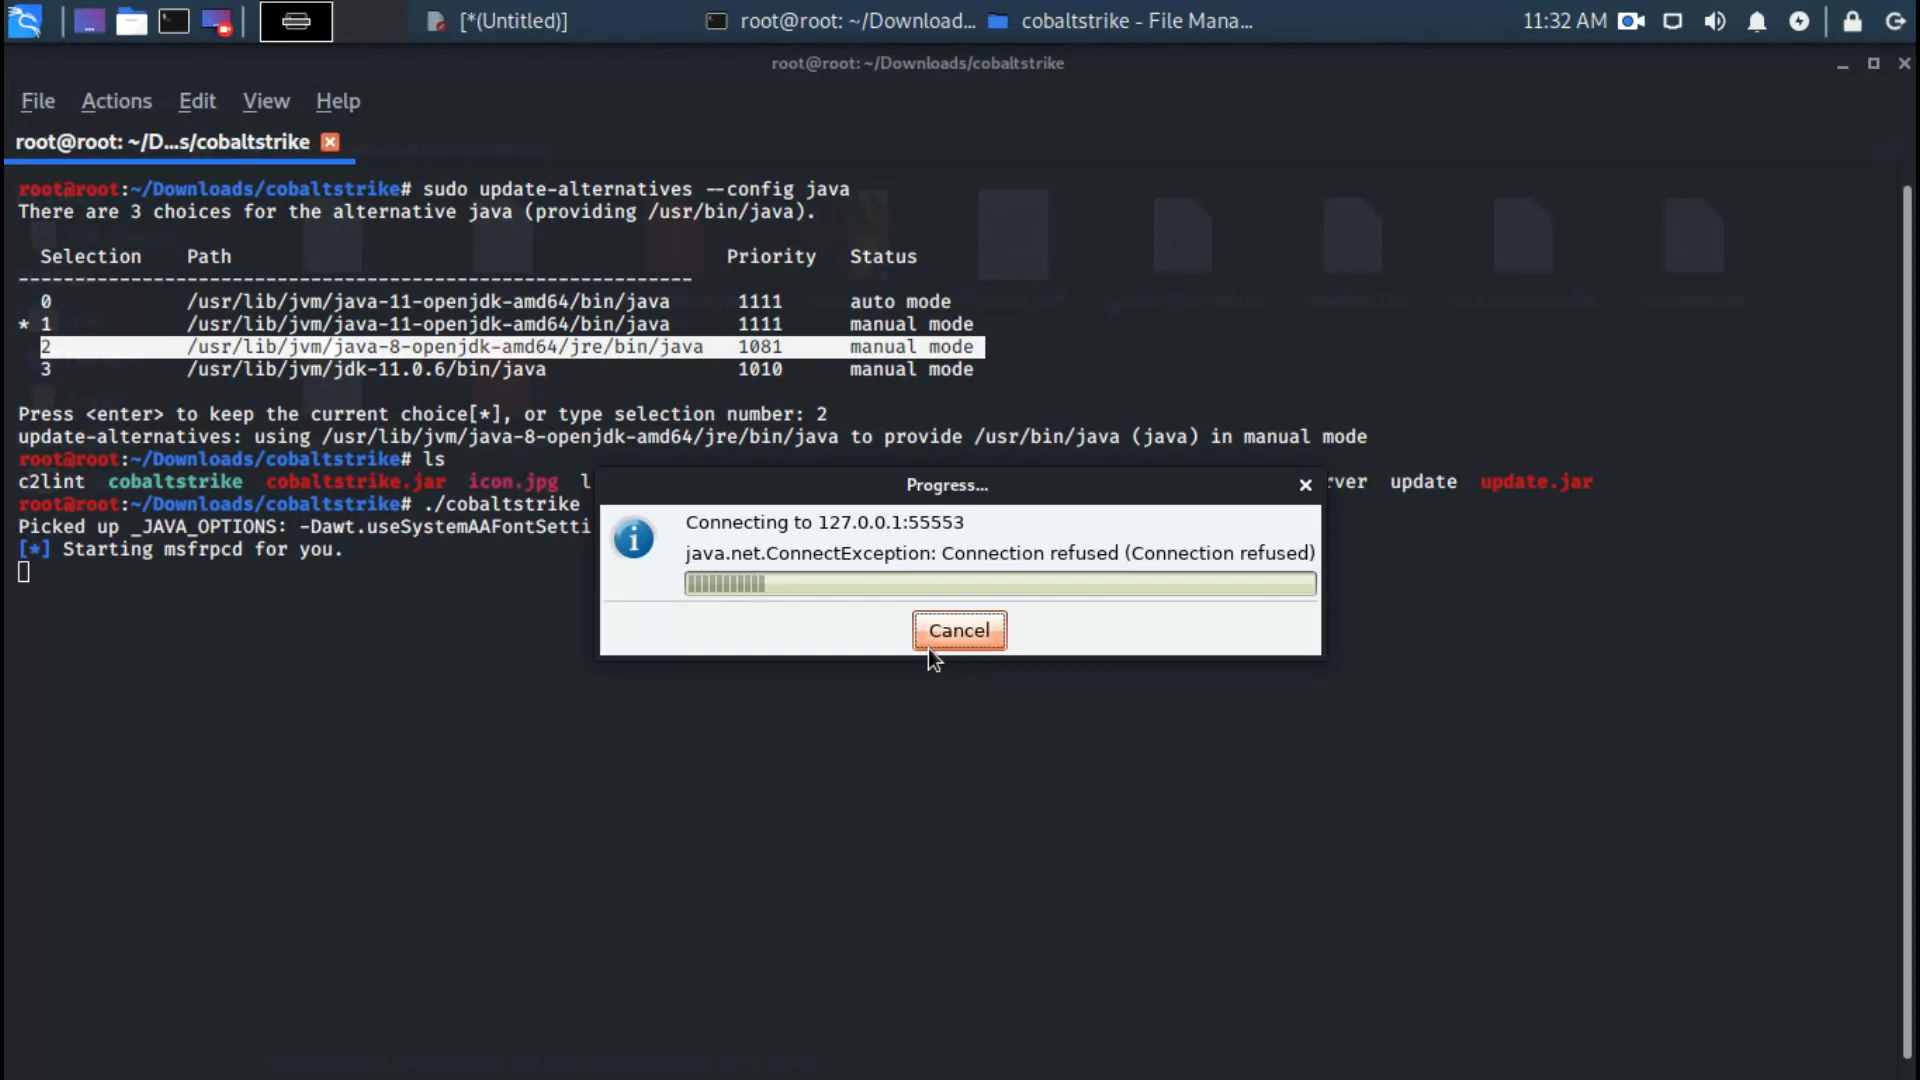 [*(Untitled)]
root@root: ~/Download...
cobaltstrike - File Mana...
11:32 AM
root@root: ~/Downloads/cobaltstrike
File Actions Edit View Help
root@root: ~/D...s/cobaltstrike
root@root:~/Downloads/cobaltstrike# sudo update-alternatives --config java
There are 3 choices for the alternative java (providing /usr/bin/java).
Selection Path Priority Status
------------------------------------------------------------
0 /usr/lib/jvm/java-11-openjdk-amd64/bin/java 1111 auto mode
* 1 /usr/lib/jvm/java-11-openjdk-amd64/bin/java 1111 manual mode
2 /usr/lib/jvm/java-8-openjdk-amd64/jre/bin/java 1081 manual mode
3 /usr/lib/jvm/jdk-11.0.6/bin/java 1010 manual mode
Press <enter> to keep the current choice[*], or type selection number: 2
update-alternatives: using /usr/lib/jvm/java-8-openjdk-amd64/jre/bin/java to provide /usr/bin/java (java) in manual mode
root@root:~/Downloads/cobaltstrike# ls
c2lint cobaltstrike cobaltstrike.jar icon.jpg l rver update update.jar
root@root:~/Downloads/cobaltstrike# ./cobaltstrike
Picked up _JAVA_OPTIONS: -Dawt.useSystemAAFontSetti
[*] Starting msfrpcd for you.
Progress...
Connecting to 127.0.0.1:55553
java.net.ConnectException: Connection refused (Connection refused)
Cancel